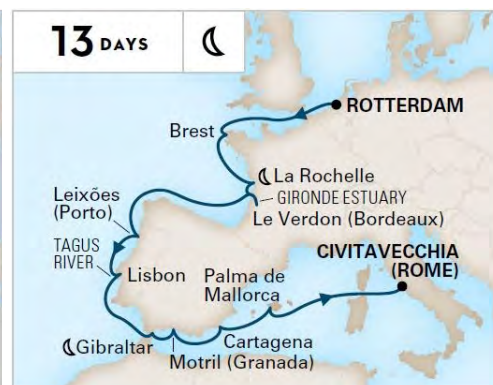 13 DAYS
ROTTERDAM
Brest
La Rochelle
GIRONDE ESTUARY
Le Verdon (Bordeaux)
Leixões
(Porto)
TAGUS
RIVER
Lisbon
CIVITAVECCHIA
(ROME)
Palma de
Mallorca
Gibraltar
Cartagena
Motril (Granada)